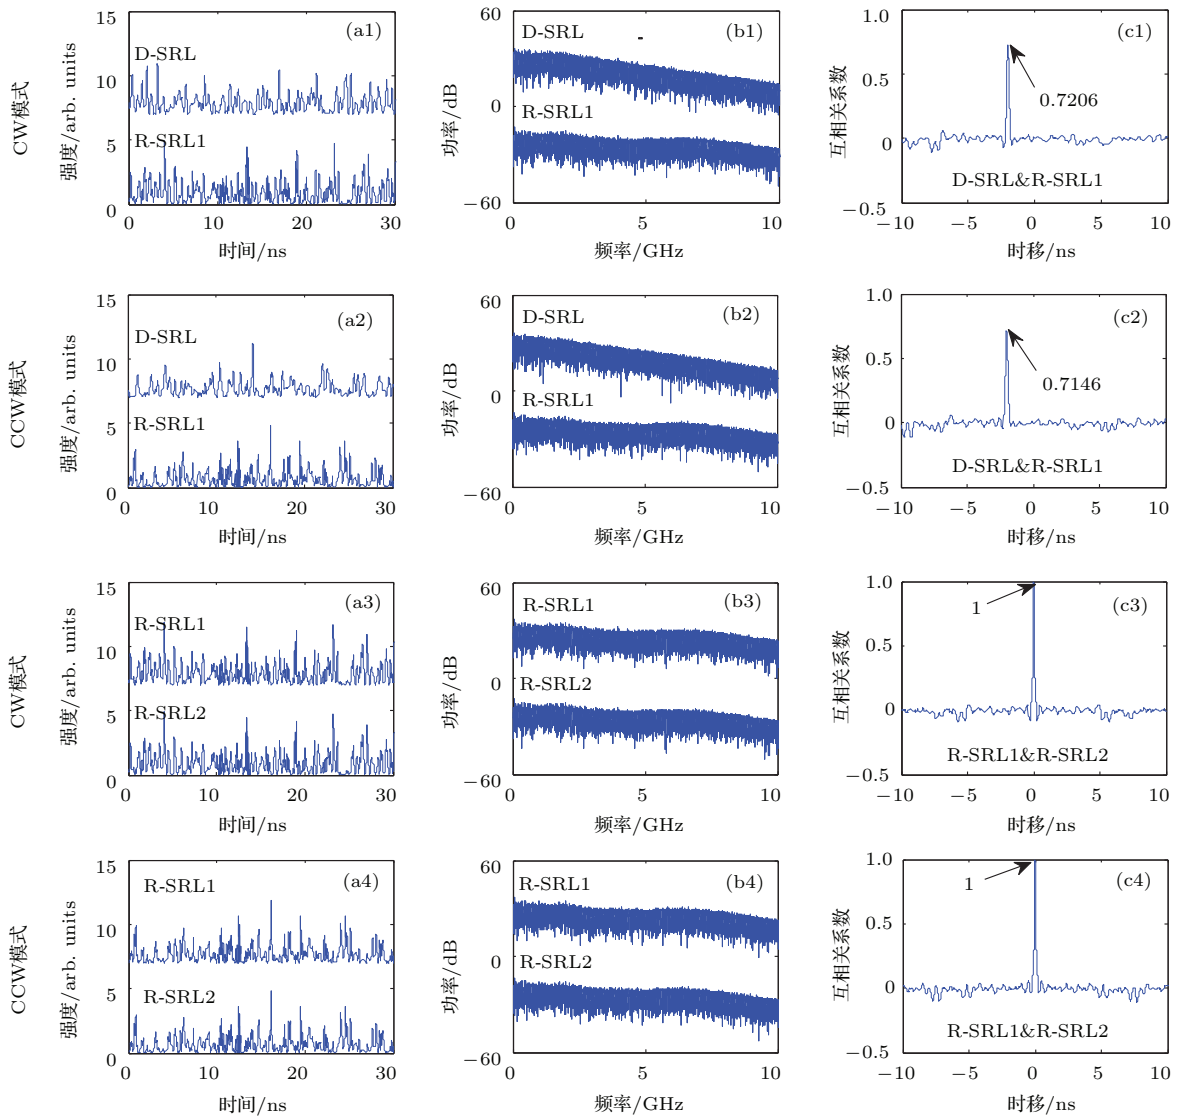 CW模式
强度/arb. units
15
10
5
0
(a1)
D-SRL
R-SRL1
0
10
20
30
时间/ns
功率/dB
60
0
−60
(b1)
D-SRL
R-SRL1
0
5
10
频率/GHz
互相关系数
1.0
0.5
0
−0.5
(c1)
0.7206
D-SRL&R-SRL1
−10
−5
0
5
10
时移/ns
CCW模式
强度/arb. units
15
10
5
0
(a2)
D-SRL
R-SRL1
0
10
20
30
时间/ns
功率/dB
60
0
−60
(b2)
D-SRL
R-SRL1
0
5
10
频率/GHz
互相关系数
1.0
0.5
0
−0.5
(c2)
0.7146
D-SRL&R-SRL1
−10
−5
0
5
10
时移/ns
CW模式
强度/arb. units
15
10
5
0
(a3)
R-SRL1
R-SRL2
0
10
20
30
时间/ns
功率/dB
60
0
−60
(b3)
R-SRL1
R-SRL2
0
5
10
频率/GHz
互相关系数
1.0
0.5
0
−0.5
(c3)
1
R-SRL1&R-SRL2
−10
−5
0
5
10
时移/ns
CCW模式
强度/arb. units
15
10
5
0
(a4)
R-SRL1
R-SRL2
0
10
20
30
时间/ns
功率/dB
60
0
−60
(b4)
R-SRL1
R-SRL2
0
5
10
频率/GHz
互相关系数
1.0
0.5
0
−0.5
(c4)
1
R-SRL1&R-SRL2
−10
−5
0
5
10
时移/ns